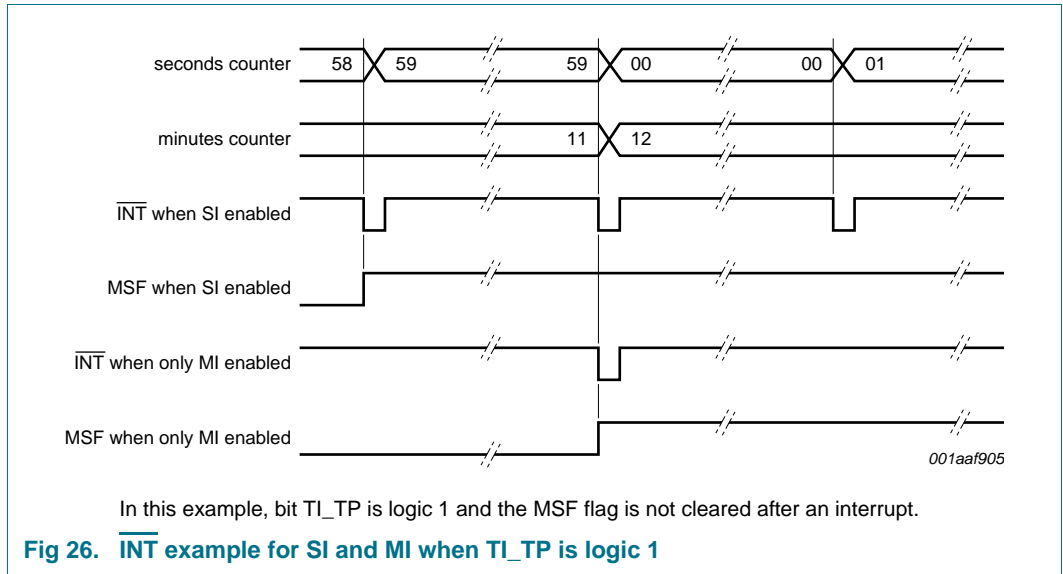 seconds counter 58 59 59 00 00 01
minutes counter 11 12
INT when SI enabled
MSF when SI enabled
INT when only MI enabled
MSF when only MI enabled
001aaf905
In this example, bit TI_TP is logic 1 and the MSF flag is not cleared after an interrupt.
Fig 26. INT example for SI and MI when TI_TP is logic 1